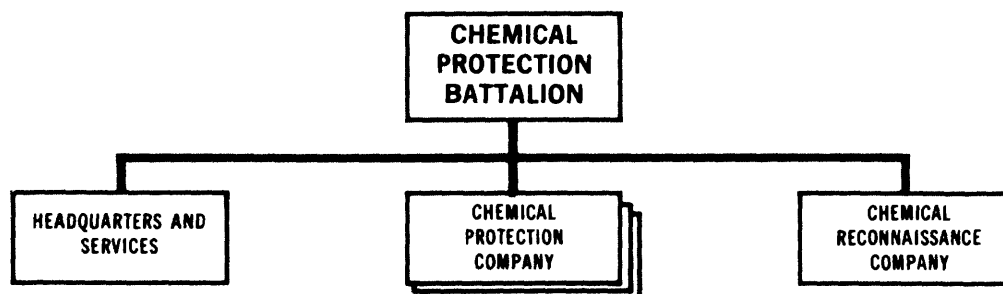 CHEMICAL
PROTECTION
BATTALION
HEADQUARTERS AND
SERVICES
CHEMICAL
PROTECTION
COMPANY
CHEMICAL
RECONNAISSANCE
COMPANY